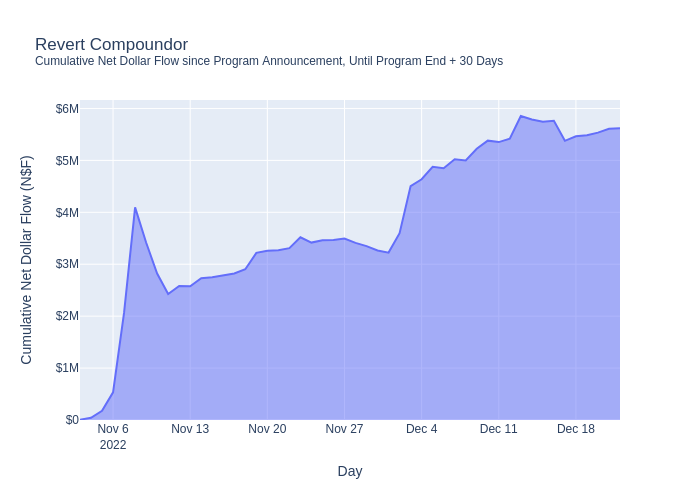 Revert Compoundor
Cumulative Net Dollar Flow since Program Announcement, Until Program End + 30 Days
$6M
$5M
$4M
$3M
$2M
$1M
$0
Cumulative Net Dollar Flow (N$F)
Nov 6
2022
Nov 13
Nov 20
Nov 27
Dec 4
Dec 11
Dec 18
Day